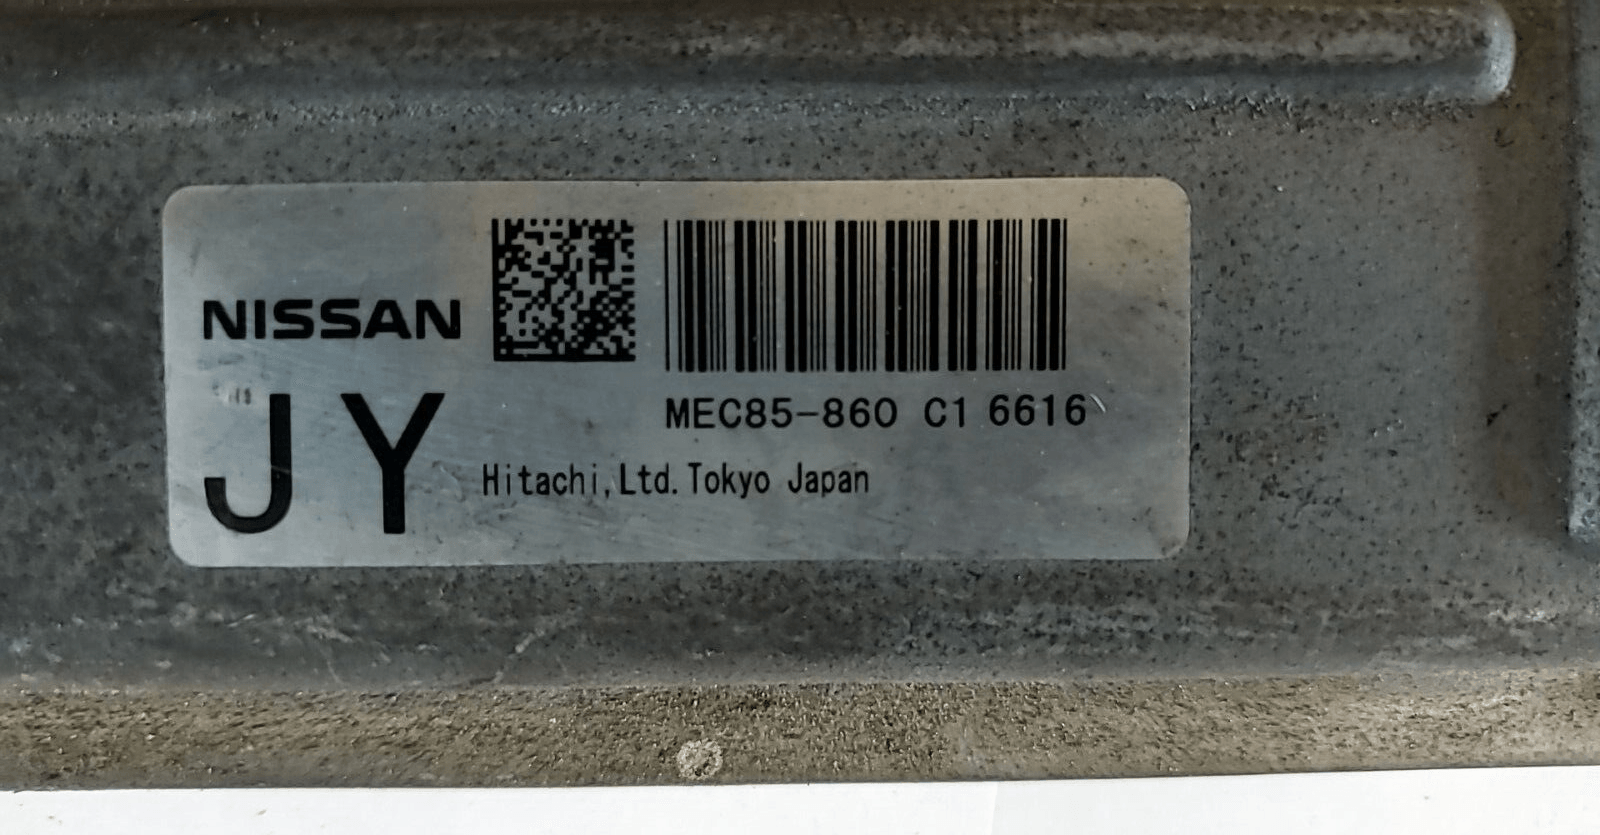 NISSAN
MEC85-860 C1 6616
JY
Hitachi,Ltd.Tokyo Japan